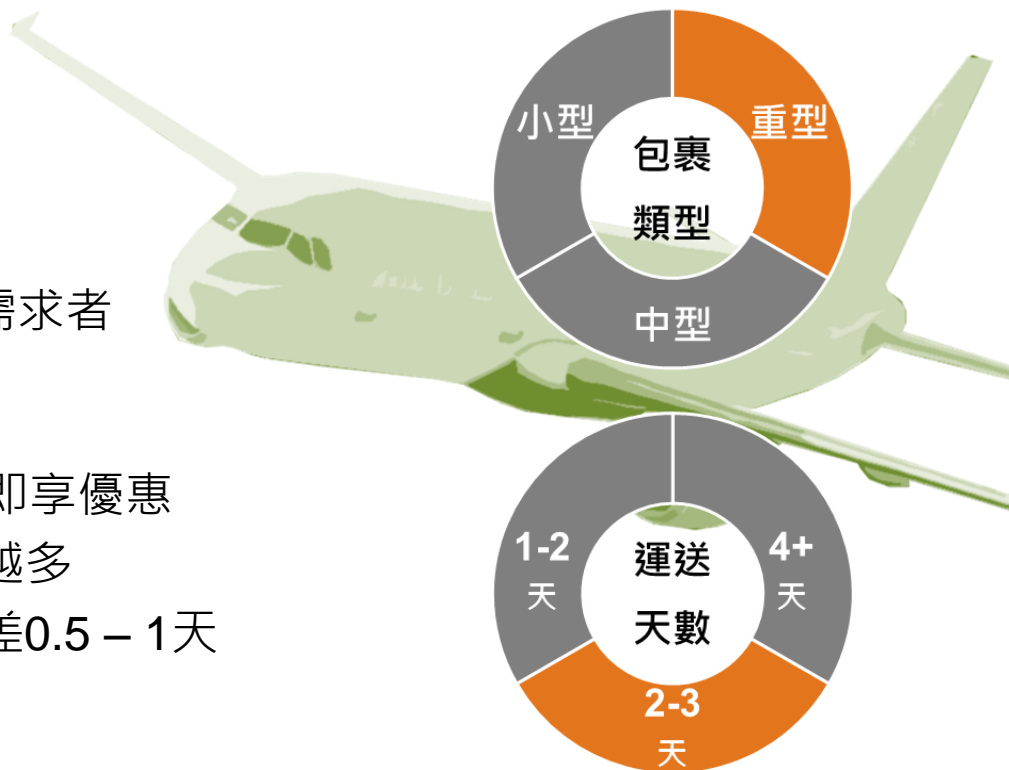 需求者
即享優惠
越多
差0.5 – 1天
小型
重型
包裹
類型
中型
1-2
天
4+
天
運送
天數
2-3
天